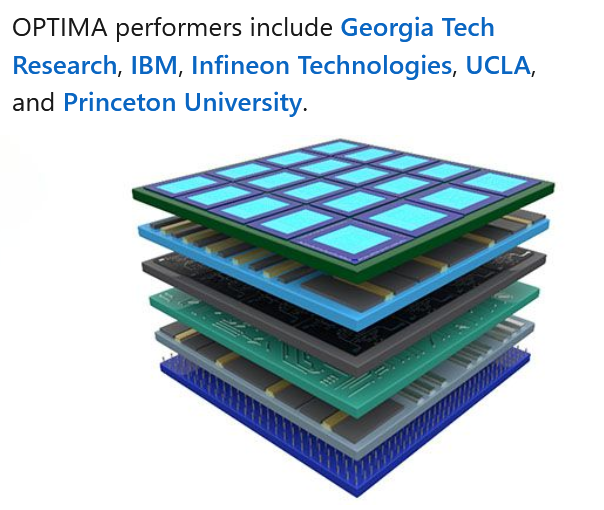 OPTIMA performers include Georgia Tech
Research, IBM, Infineon Technologies, UCLA,
and Princeton University.